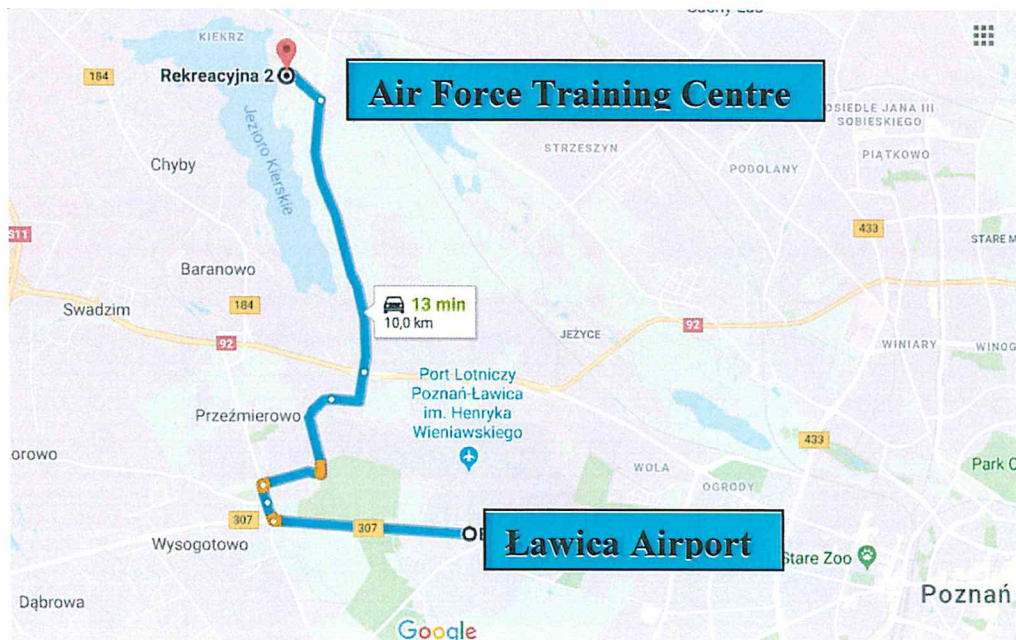 KIEKRZ
184
Rekreacyjna 2
Air Force Training Centre
OSIEDLE JANA III
SOBIESKIEGO
STRZESZYN
PIĄTKOWO
Chyby
PODOLANY
Jezioro Kierskie
S11
433
STARE M
Baranowo
184
13 min
10,0 km
Swadzim
92
JEŻYCE
92
WINIARY
WINOG
Port Lotniczy
Poznań-Ławica
im. Henryka
Wieniawskiego
Przeźmierowo
433
orowo
WOLA
Park C
OGRODY
307
307
Wysogotowo
Ławica Airport
Stare Zoo
Dąbrowa
Poznań
Google